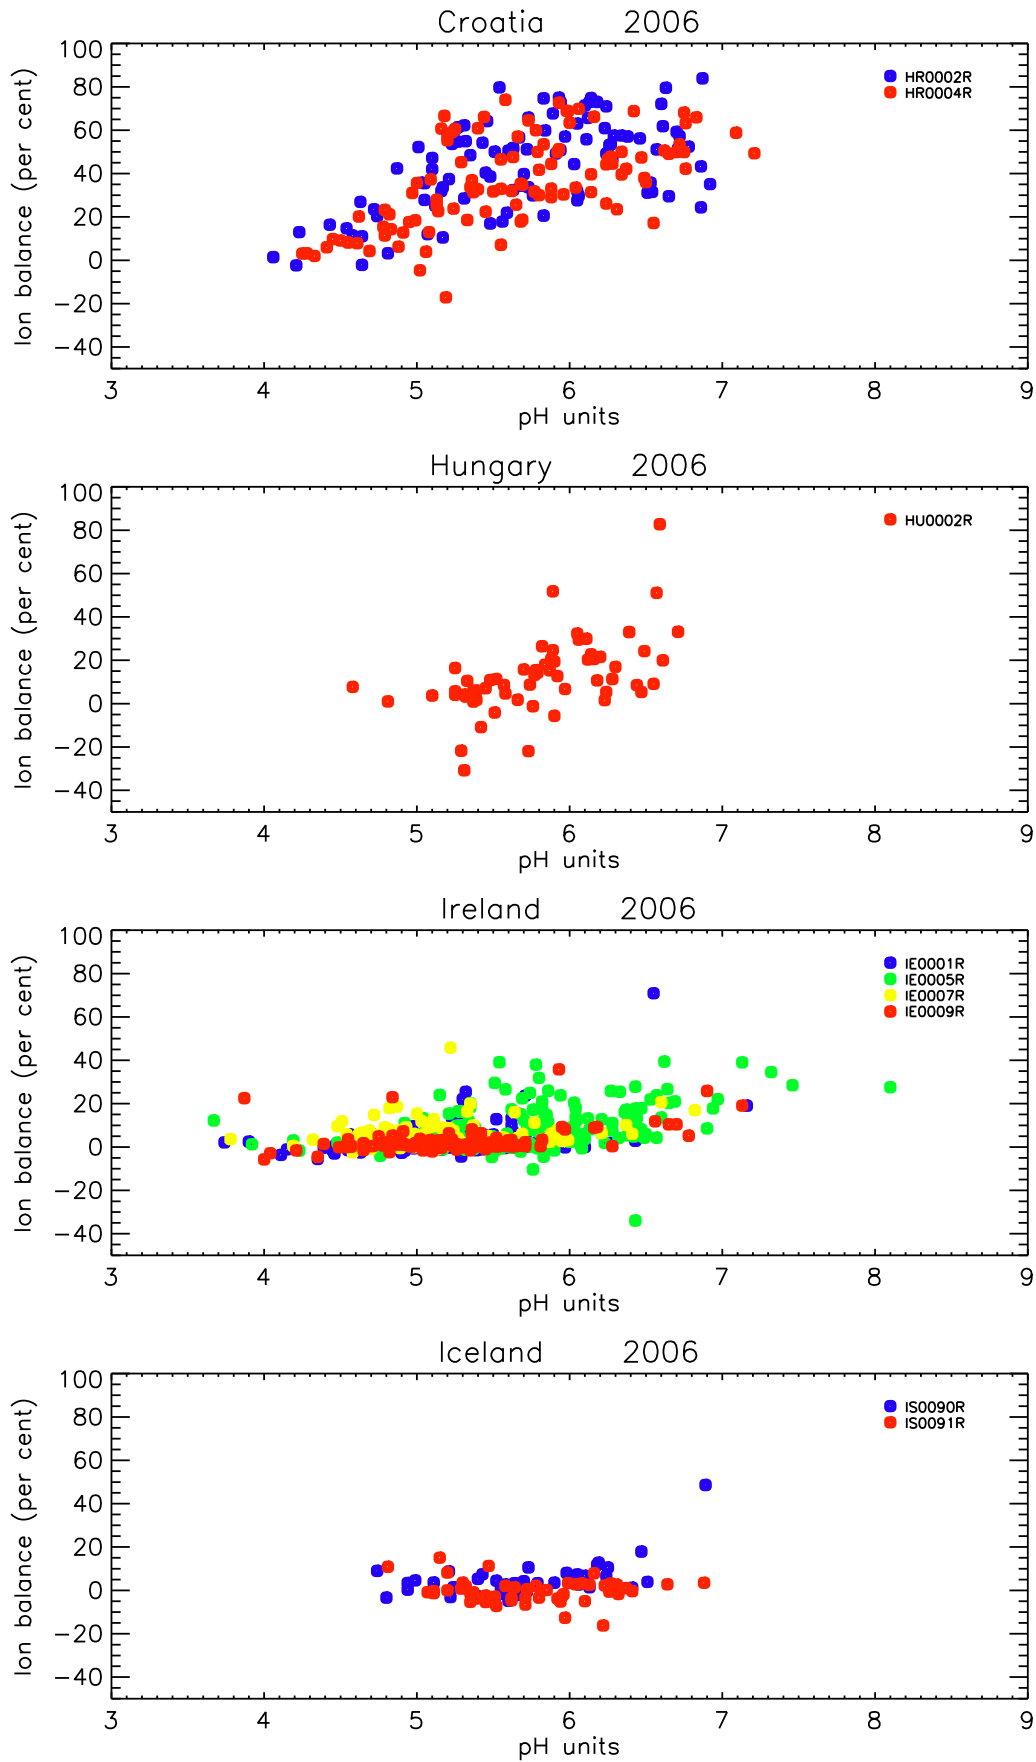 Croatia 2006
Ion balance (per cent)
100
80
60
40
20
0
−20
−40
HR0002R
HR0004R
3 4 5 6 7 8 9
pH units
Hungary 2006
Ion balance (per cent)
100
80
60
40
20
0
−20
−40
HU0002R
3 4 5 6 7 8 9
pH units
Ireland 2006
Ion balance (per cent)
100
80
60
40
20
0
−20
−40
IE0001R
IE0005R
IE0007R
IE0009R
3 4 5 6 7 8 9
pH units
Iceland 2006
Ion balance (per cent)
100
80
60
40
20
0
−20
−40
IS0090R
IS0091R
3 4 5 6 7 8 9
pH units